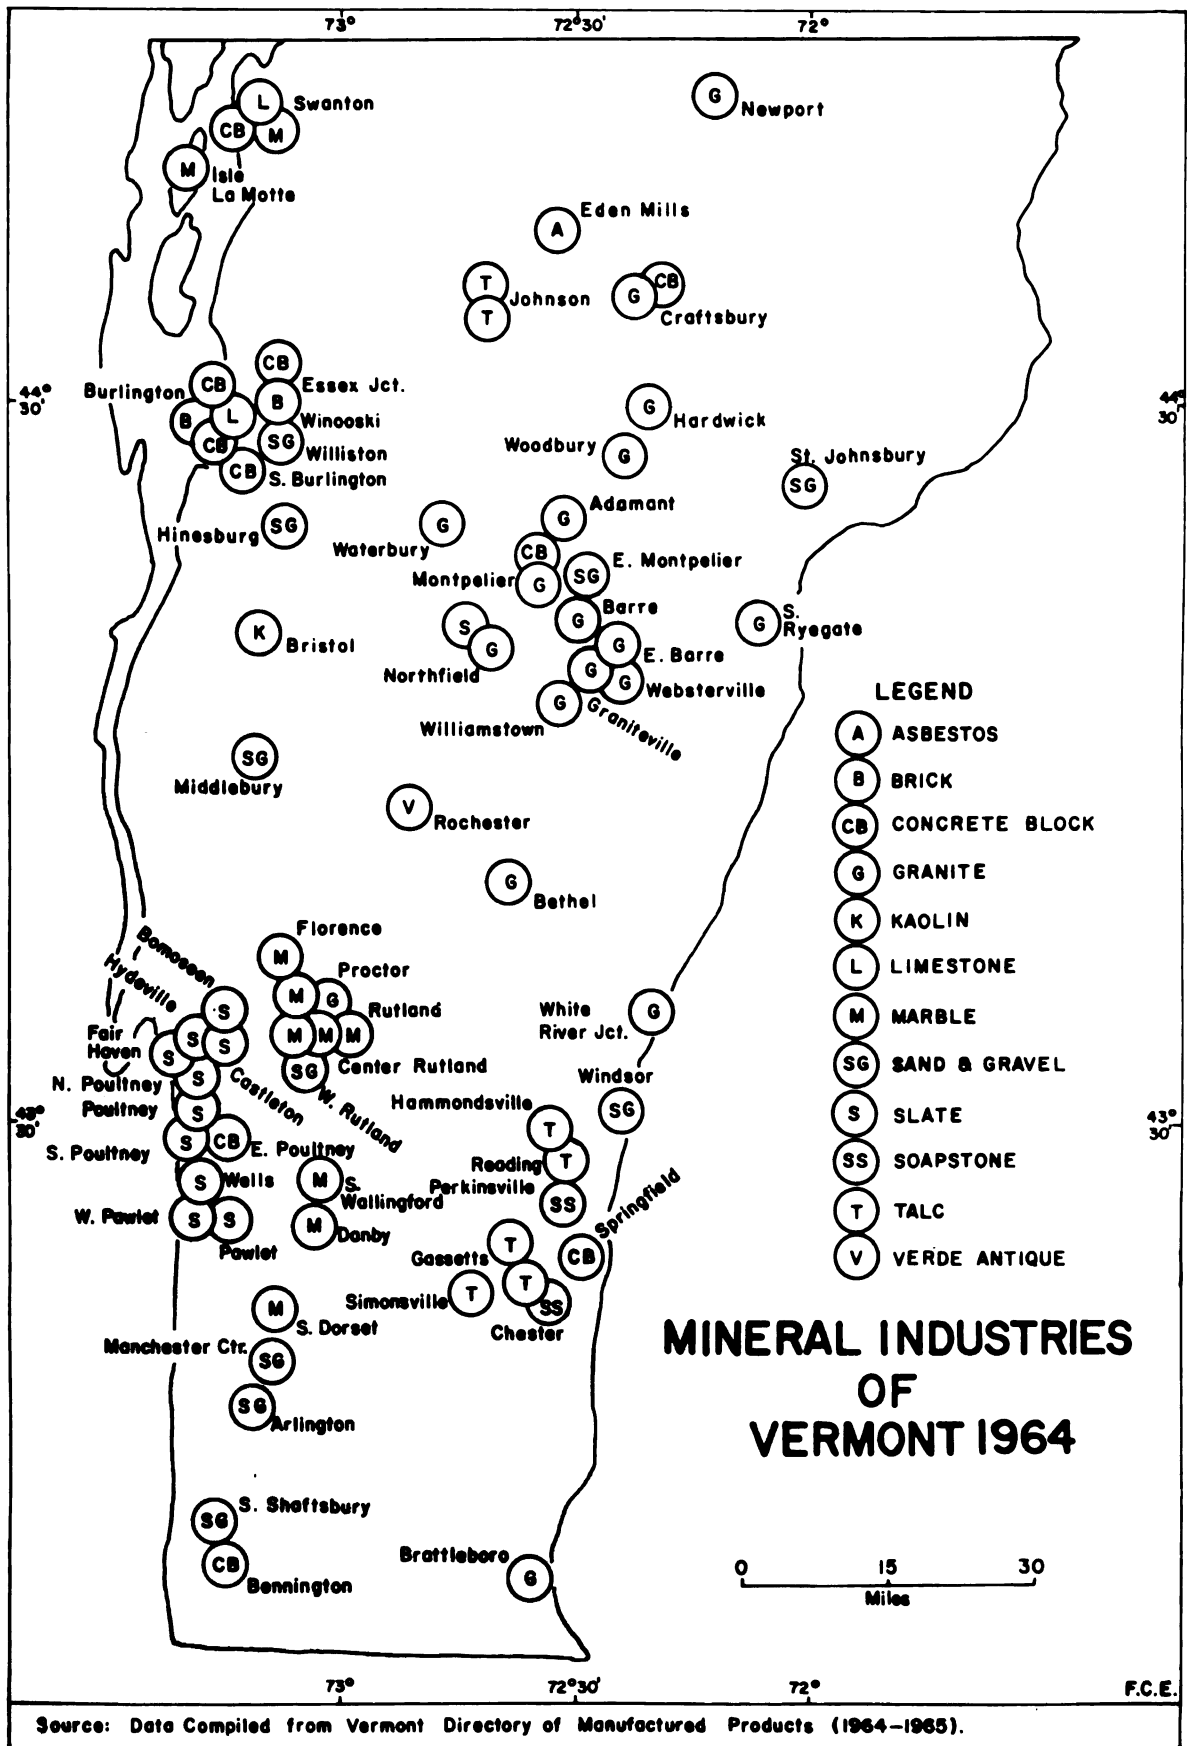 73° 72°30' 72°
L Swanton
CB M
G Newport
M Isle
La Motte
Eden Mills
A
T Johnson
T
CB
G
Craftsbury
CB
Burlington CB Essex Jct.
44°
30'
44°
30'
B
B L Winooski
CB SG Williston
CB S. Burlington
G Hardwick
Woodbury G
St. Johnsbury
SG
Hinesburg SG
G
Waterbury
Adamant
G
CB
Montpelier G
SG E. Montpelier
Barre
G
S
G
Northfield
G S.
Ryegate
K Bristol
G E. Barre
G G Websterville
G Graniteville
Williamstown
SG
Middlebury
V Rochester
G Bethel
LEGEND
A ASBESTOS
B BRICK
CB CONCRETE BLOCK
G GRANITE
K KAOLIN
L LIMESTONE
M MARBLE
SG SAND & GRAVEL
S SLATE
SS SOAPSTONE
T TALC
V VERDE ANTIQUE
Florence
M
Bomoseen
Hydeville
Proctor
M G
Rutland
M M M
Center Rutland
SG
W. Rutland
S
S S
Fair
Haven S
Castleton
N. Poultney S
Poultney S
S. Poultney S CB E. Poultney
S Wells
W. Pawlet S S
Pawlet
White
River Jct. G
Windsor
SG
43°
30'
43°
30'
Hammondsville
T
Reading T
Perkinsville SS
Springfield
CB
M S.
Wallingford
M Danby
Gassetts T
Simonsville T
T
SS
Chester
M
S. Dorset
Manchester Ctr.
SG
SG
Arlington
S. Shaftsbury
SG
CB
Bennington
Brattleboro
G
MINERAL INDUSTRIES
OF
VERMONT 1964
0 15 30
Miles
73° 72°30' 72° F.C.E.
Source: Data Compiled from Vermont Directory of Manufactured Products (1964-1965).